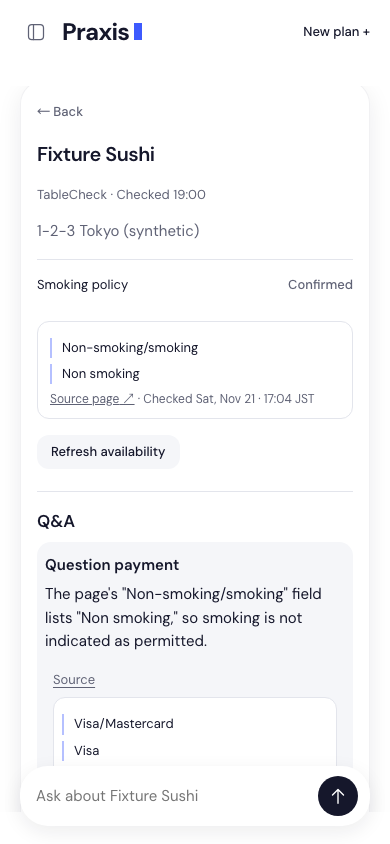 Praxis
New plan +
← Back
Fixture Sushi
TableCheck · Checked 19:00
1-2-3 Tokyo (synthetic)
Smoking policy
Confirmed
Non-smoking/smoking
Non smoking
Source page ↗ · Checked Sat, Nov 21 · 17:04 JST
Refresh availability
Q&A
Question payment
The page's "Non-smoking/smoking" field
lists "Non smoking," so smoking is not
indicated as permitted.
Source
Visa/Mastercard
Visa
Ask about Fixture Sushi